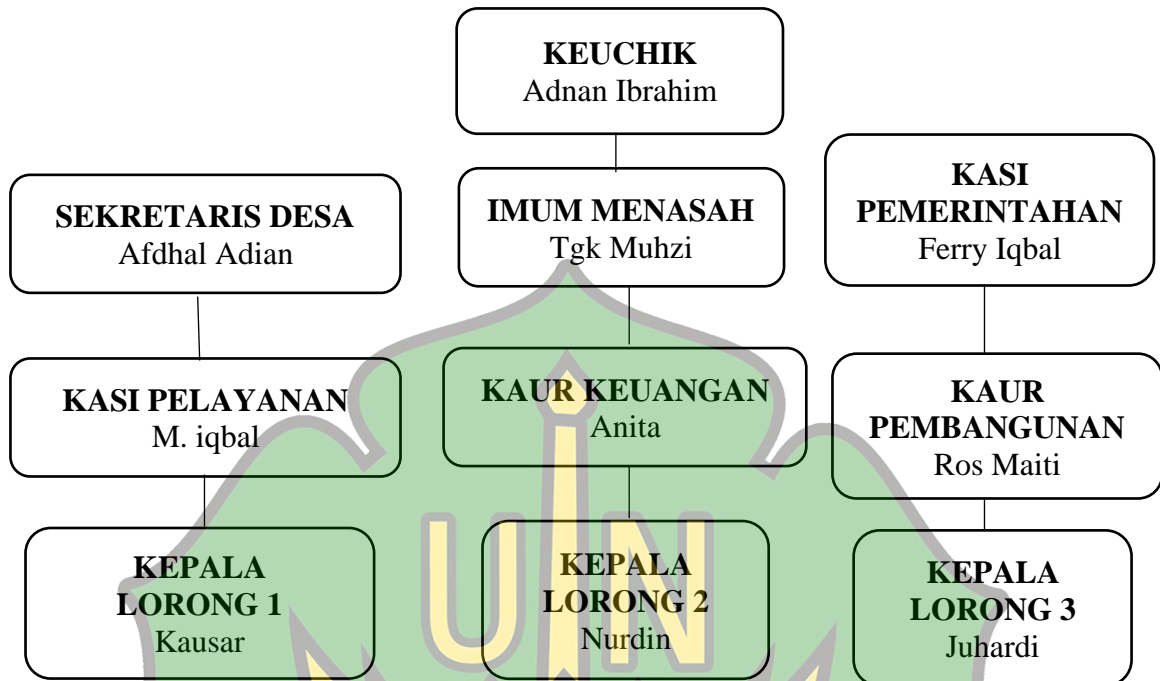 KEUCHIK
Adnan Ibrahim
SEKRETARIS DESA
Afdhal Adian
IMUM MENASAH
Tgk Muhzi
KASI
PEMERINTAHAN
Ferry Iqbal
KASI PELAYANAN
M. iqbal
KAUR KEUANGAN
Anita
KAUR
PEMBANGUNAN
Ros Maiti
KEPALA
LORONG 1
Kausar
KEPALA
LORONG 2
Nurdin
KEPALA
LORONG 3
Juhardi
UIN